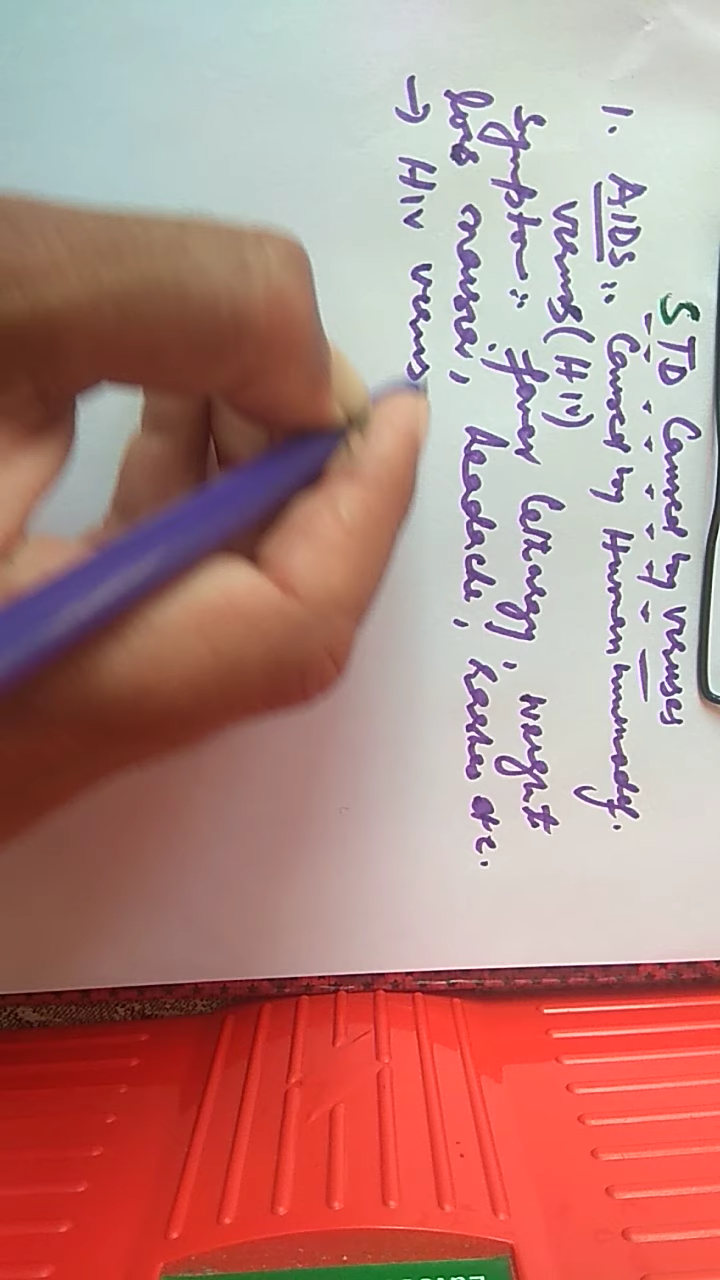 STD Caused by viruses
1. AIDS :: Caused by Human immunodef.
virus (HIV)
Symptom :: fever lethargy, weight
loss nausea, headache, rashes etc.
→ HIV virus